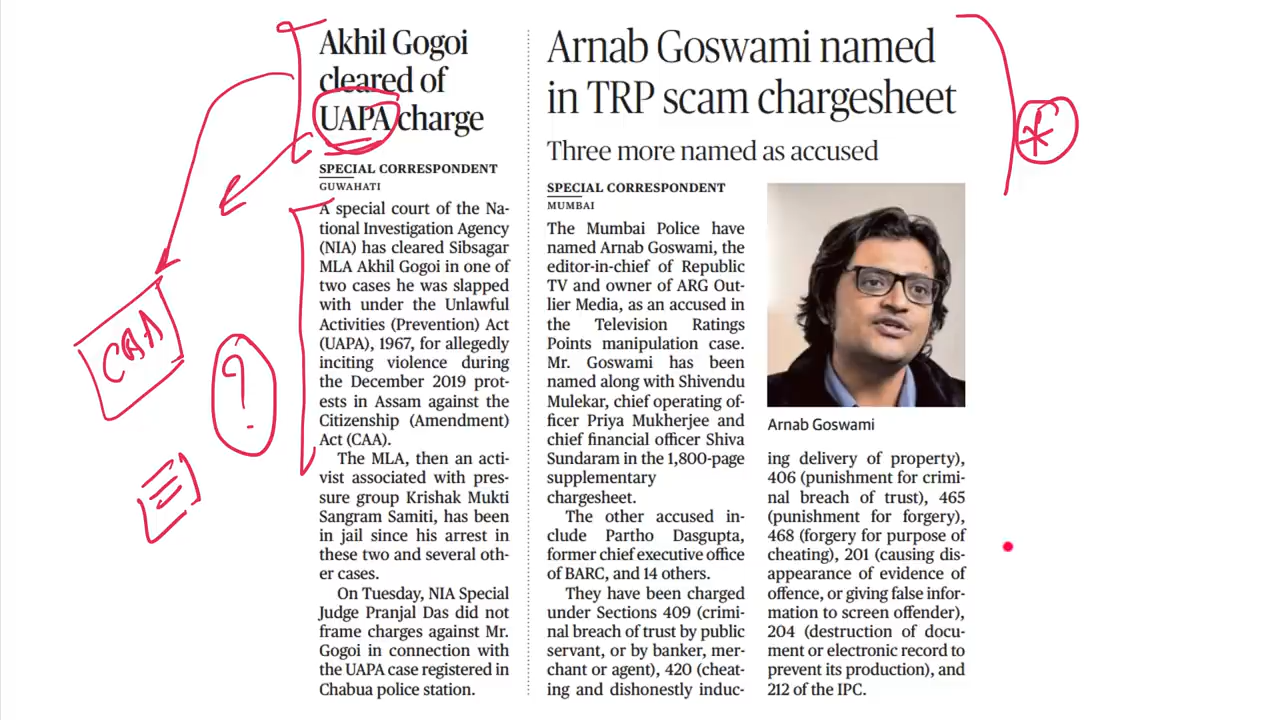 Akhil Gogoi
cleared of
UAPA charge
SPECIAL CORRESPONDENT
GUWAHATI
A special court of the Na-
tional Investigation Agency
(NIA) has cleared Sibsagar
MLA Akhil Gogoi in one of
two cases he was slapped
with under the Unlawful
Activities (Prevention) Act
(UAPA), 1967, for allegedly
inciting violence during
the December 2019 prot-
ests in Assam against the
Citizenship (Amendment)
Act (CAA).
The MLA, then an acti-
vist associated with pres-
sure group Krishak Mukti
Sangram Samiti, has been
in jail since his arrest in
these two and several oth-
er cases.
On Tuesday, NIA Special
Judge Pranjal Das did not
frame charges against Mr.
Gogoi in connection with
the UAPA case registered in
Chabua police station.
CAA
?
Arnab Goswami named
in TRP scam chargesheet
Three more named as accused
SPECIAL CORRESPONDENT
MUMBAI
The Mumbai Police have
named Arnab Goswami, the
editor-in-chief of Republic
TV and owner of ARG Out-
lier Media, as an accused in
the Television Ratings
Points manipulation case.
Mr. Goswami has been
named along with Shivendu
Mulekar, chief operating of-
ficer Priya Mukherjee and
chief financial officer Shiva
Sundaram in the 1,800-page
supplementary
chargesheet.
The other accused in-
clude Partho Dasgupta,
former chief executive office
of BARC, and 14 others.
They have been charged
under Sections 409 (crimi-
nal breach of trust by public
servant, or by banker, mer-
chant or agent), 420 (cheat-
ing and dishonestly induc-
Arnab Goswami
ing delivery of property),
406 (punishment for crimi-
nal breach of trust), 465
(punishment for forgery),
468 (forgery for purpose of
cheating), 201 (causing dis-
appearance of evidence of
offence, or giving false infor-
mation to screen offender),
204 (destruction of docu-
ment or electronic record to
prevent its production), and
212 of the IPC.
*